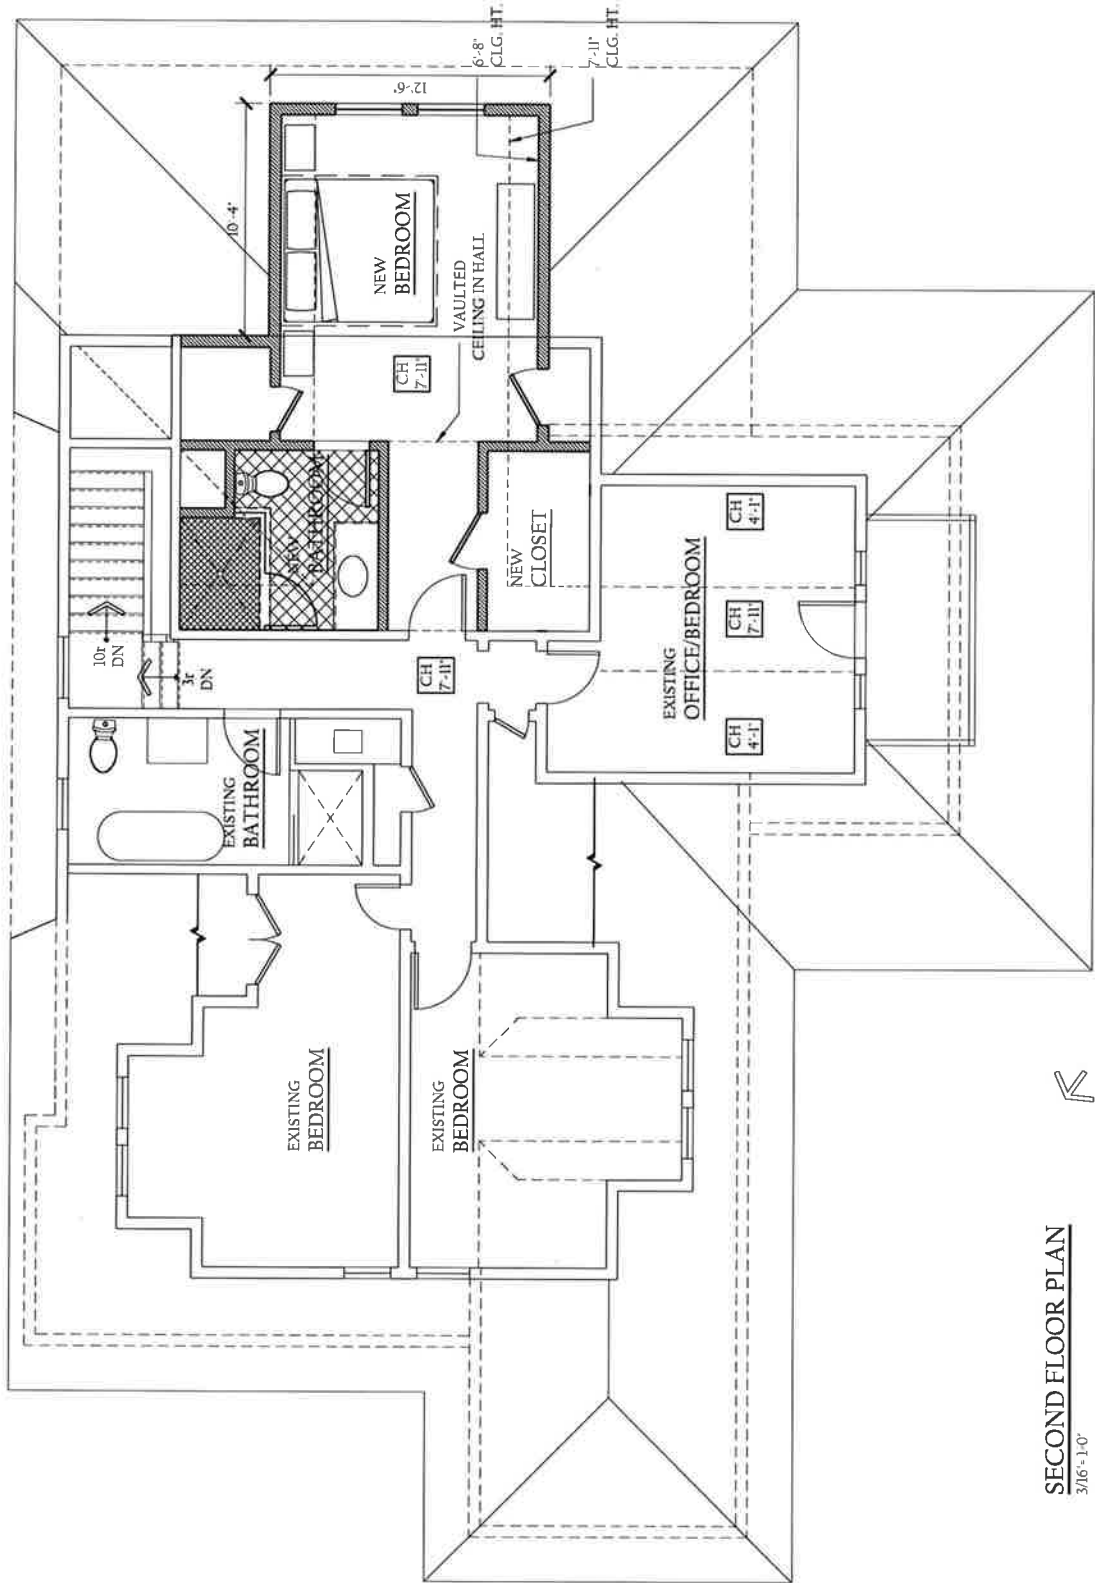 6'-8"
CLG. HT.
7'-11"
CLG. HT.
12'-6"
10'-4"
NEW
BEDROOM
VAULTED
CEILING IN HALL
CH
7'-11"
NEW
BATHROOM
NEW
CLOSET
10r
DN
3r
DN
CH
7'-11"
EXISTING
OFFICE/BEDROOM
CH
4'-1"
CH
7'-11"
CH
4'-1"
EXISTING
BATHROOM
EXISTING
BEDROOM
EXISTING
BEDROOM
SECOND FLOOR PLAN
3/16"= 1'-0"